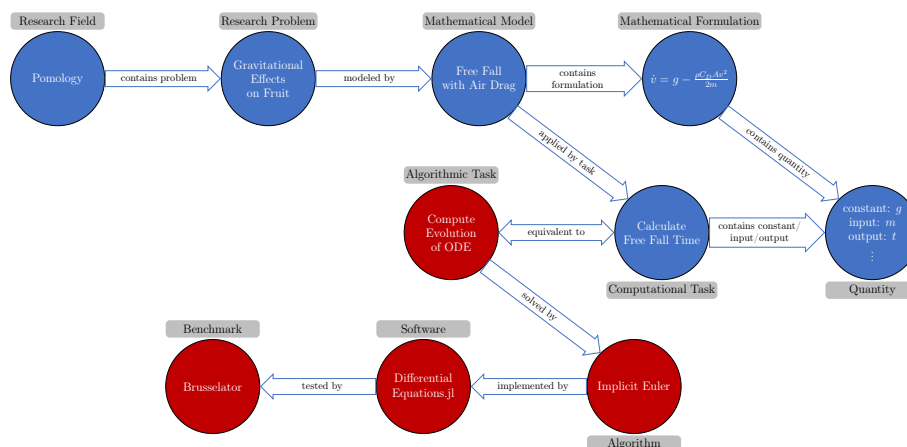 Research Field
Research Problem
Mathematical Model
Mathematical Formulation
Pomology
contains problem
Gravitational
Effects
on Fruit
modeled by
Free Fall
with Air Drag
contains
formulation
v̇ = g − ρC_D Av²/2m
applied by task
contains quantity
Algorithmic Task
Compute
Evolution
of ODE
equivalent to
Calculate
Free Fall Time
contains constant/
input/output
constant: g
input: m
output: t
⋮
Computational Task
Quantity
solved by
Benchmark
Software
Brusselator
tested by
Differential
Equations.jl
implemented by
Implicit Euler
Algorithm